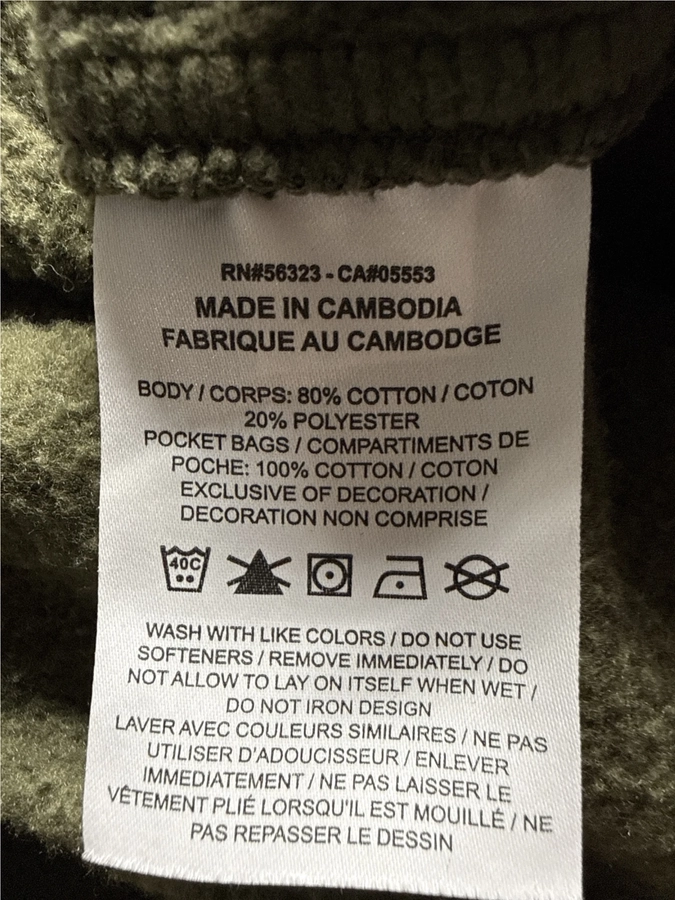 RN#56323 - CA#05553
MADE IN CAMBODIA
FABRIQUE AU CAMBODGE
BODY / CORPS: 80% COTTON / COTON
20% POLYESTER
POCKET BAGS / COMPARTIMENTS DE
POCHE: 100% COTTON / COTON
EXCLUSIVE OF DECORATION /
DECORATION NON COMPRISE
40C
WASH WITH LIKE COLORS / DO NOT USE
SOFTENERS / REMOVE IMMEDIATELY / DO
NOT ALLOW TO LAY ON ITSELF WHEN WET /
DO NOT IRON DESIGN
LAVER AVEC COULEURS SIMILAIRES / NE PAS
UTILISER D'ADOUCISSEUR / ENLEVER
IMMEDIATEMENT / NE PAS LAISSER LE
VÊTEMENT PLIÉ LORSQU'IL EST MOUILLÉ / NE
PAS REPASSER LE DESSIN